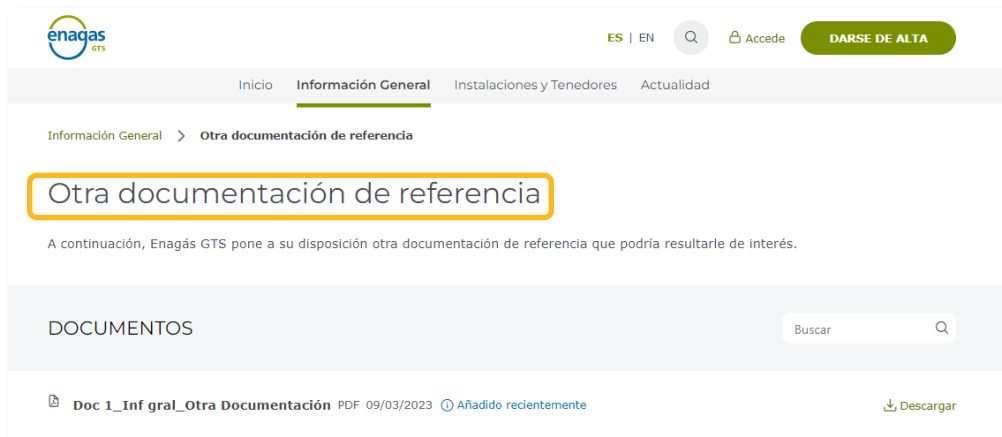 enagas
GTS
ES | EN
Accede
DARSE DE ALTA
Inicio Información General Instalaciones y Tenedores Actualidad
Información General > Otra documentación de referencia
Otra documentación de referencia
A continuación, Enagás GTS pone a su disposición otra documentación de referencia que podría resultarle de interés.
DOCUMENTOS
Buscar
Doc 1_Inf gral_Otra Documentación PDF 09/03/2023 Añadido recientemente
Descargar